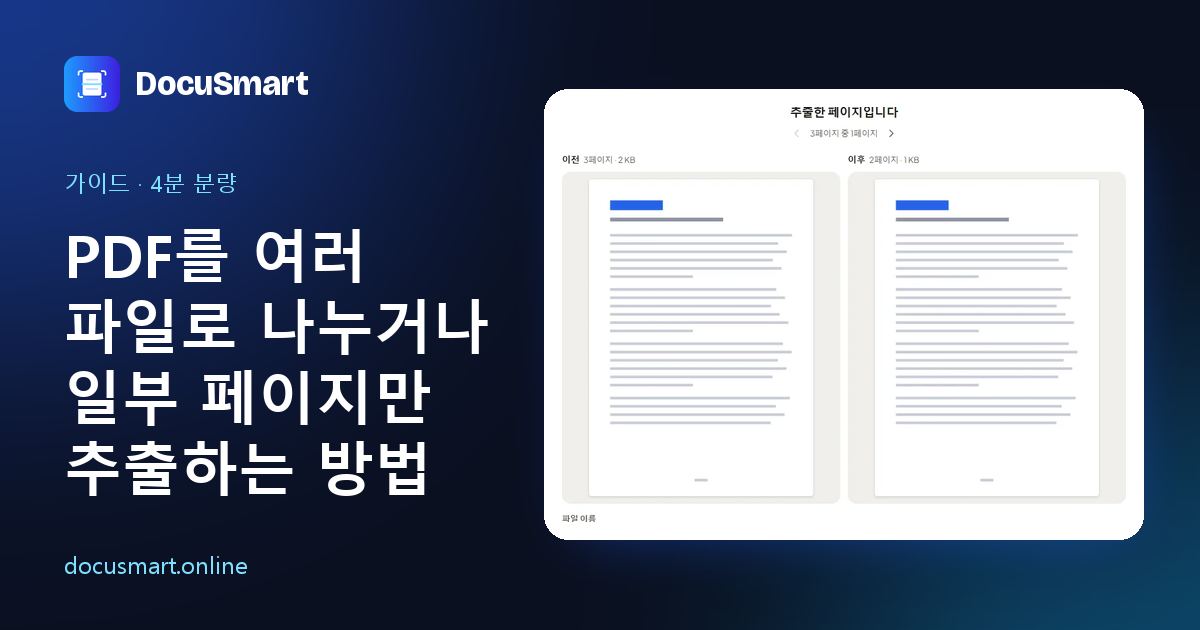 DocuSmart
가이드 · 4분 분량
PDF를 여러
파일로 나누거나
일부 페이지만
추출하는 방법
docusmart.online
추출한 페이지입니다
3페이지 중 1페이지
이전 3페이지 · 2 KB
이후 2페이지 · 1 KB
파일 이름